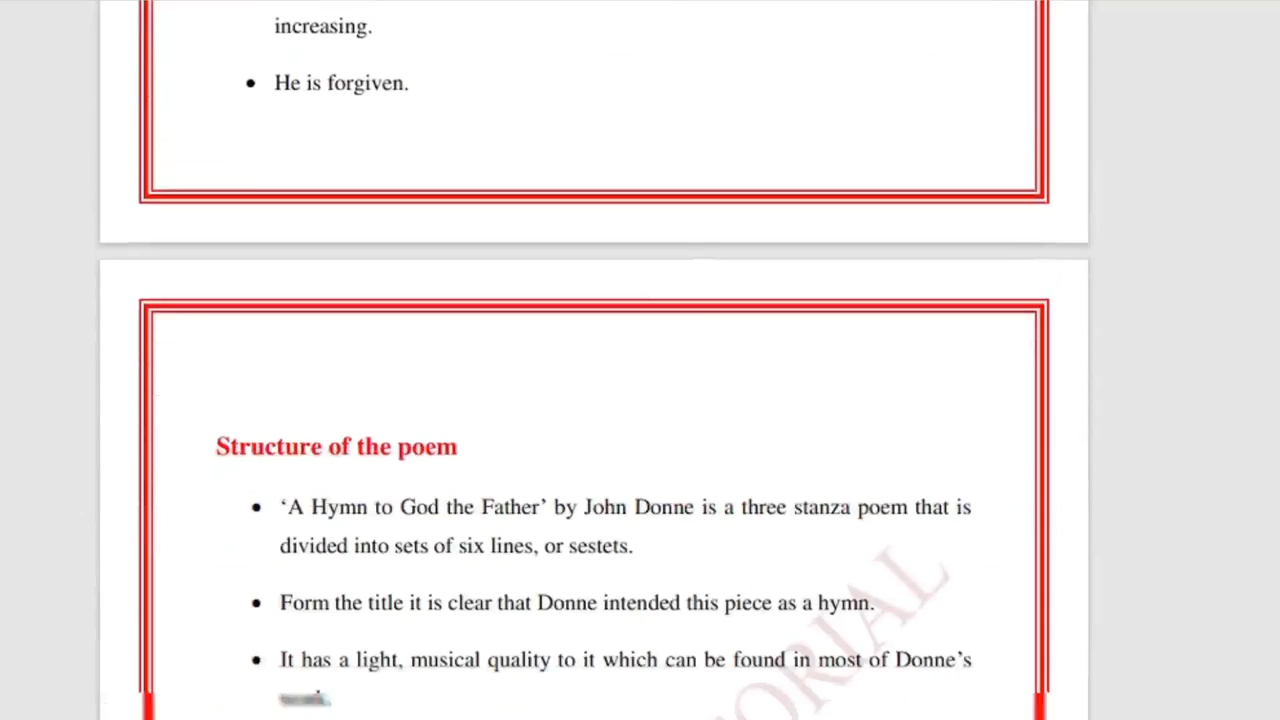 increasing.
• He is forgiven.
Structure of the poem
• ‘A Hymn to God the Father’ by John Donne is a three stanza poem that is
divided into sets of six lines, or sestets.
• Form the title it is clear that Donne intended this piece as a hymn.
• It has a light, musical quality to it which can be found in most of Donne’s